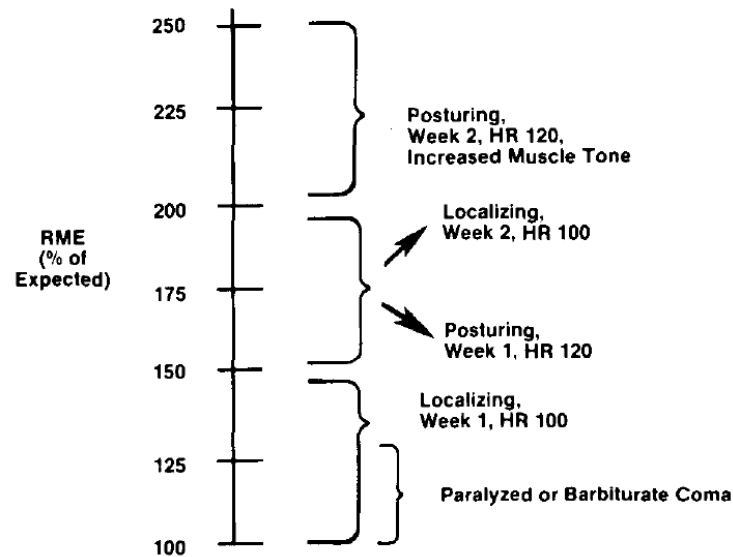 250
225
Posturing,
Week 2, HR 120,
Increased Muscle Tone
200
Localizing,
Week 2, HR 100
RME
(% of
Expected)
175
Posturing,
Week 1, HR 120
150
Localizing,
Week 1, HR 100
125
Paralyzed or Barbiturate Coma
100